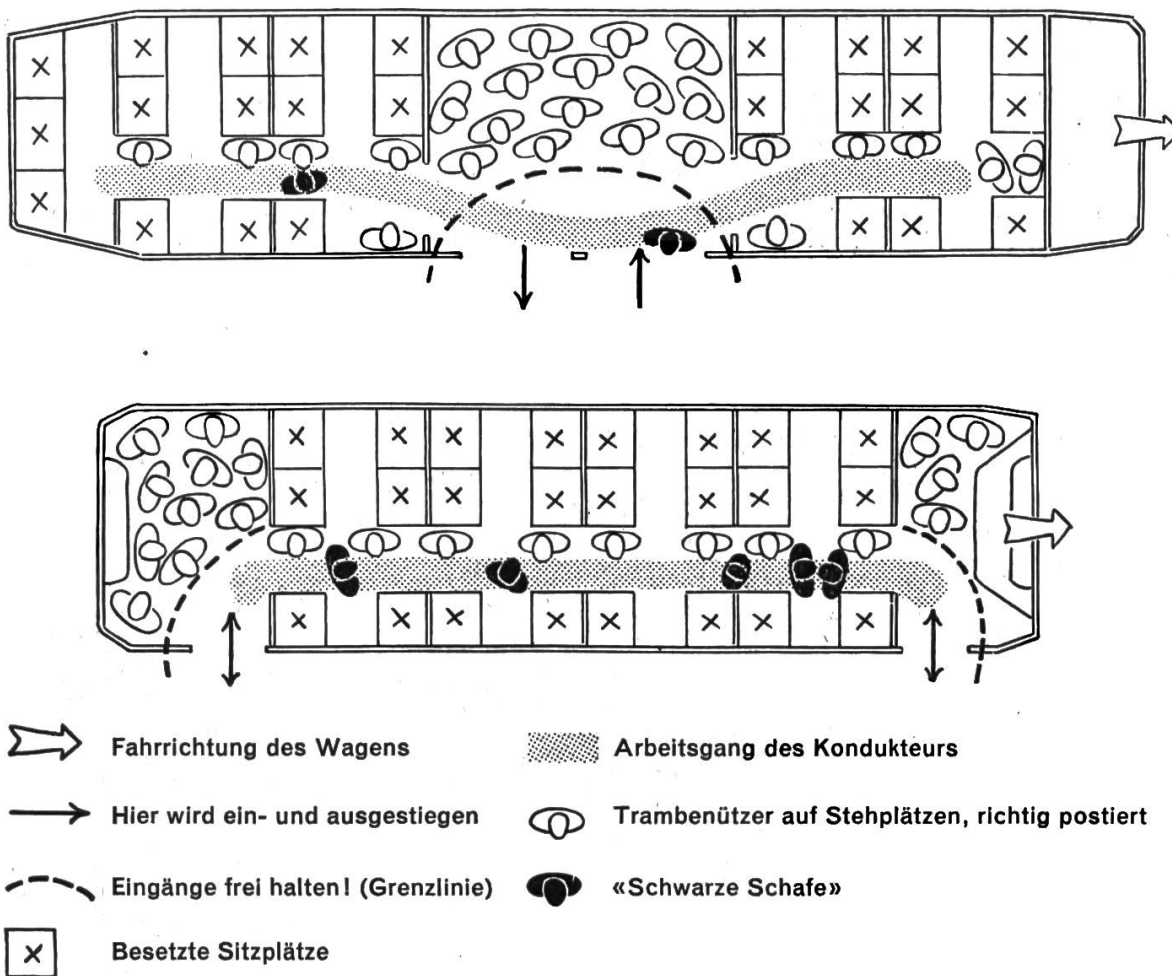 Fahrrichtung des Wagens
Arbeitsgang des Kondukteurs
Hier wird ein- und ausgestiegen
Trambenützer auf Stehplätzen, richtig postiert
Eingänge frei halten! (Grenzlinie)
«Schwarze Schafe»
Besetzte Sitzplätze